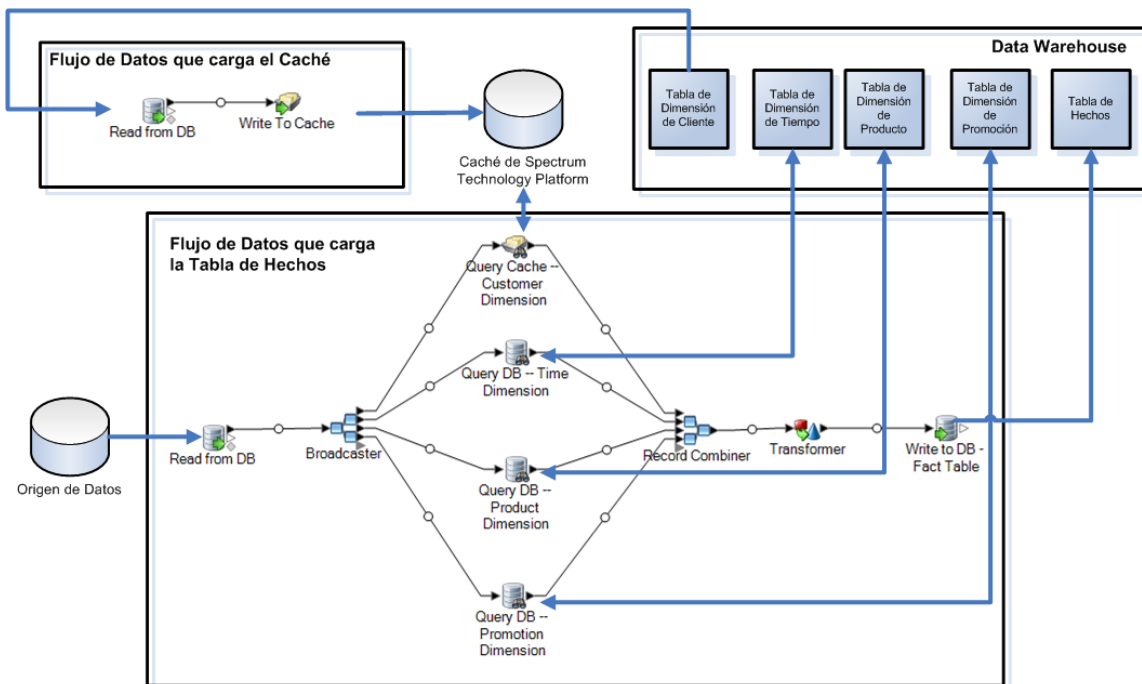 Flujo de Datos que carga el Caché
Read from DB
Write To Cache
Caché de Spectrum
Technology Platform
Data Warehouse
Tabla de
Dimensión
de Cliente
Tabla de
Dimensión
de Tiempo
Tabla de
Dimensión
de
Producto
Tabla de
Dimensión
de
Promoción
Tabla de
Hechos
Flujo de Datos que carga
la Tabla de Hechos
Query Cache --
Customer
Dimension
Query DB -- Time
Dimension
Origen de Datos
Read from DB
Broadcaster
Query DB --
Product
Dimension
Record Combiner
Transformer
Write to DB -
Fact Table
Query DB --
Promotion
Dimension